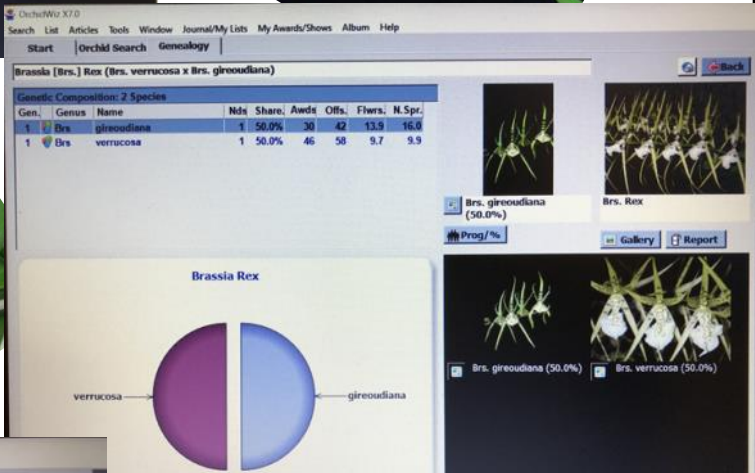 OrchidWiz X7.0
Search List Articles Tools Window Journal/My Lists My Awards/Shows Album Help
Start Orchid Search Genealogy
Brassia [Brs.] Rex (Brs. verrucosa x Brs. gireoudiana)
Back
Genetic Composition: 2 Species
Gen. Genus Name Nds Share. Awds Offs. Flwrs. N.Spr.
1 Brs gireoudiana 1 50.0% 30 42 13.9 16.0
1 Brs verrucosa 1 50.0% 46 58 9.7 9.9
Brs. gireoudiana
(50.0%)
Brs. Rex
Prog/%
Gallery Report
Brassia Rex
verrucosa
gireoudiana
Brs. gireoudiana (50.0%)
Brs. verrucosa (50.0%)